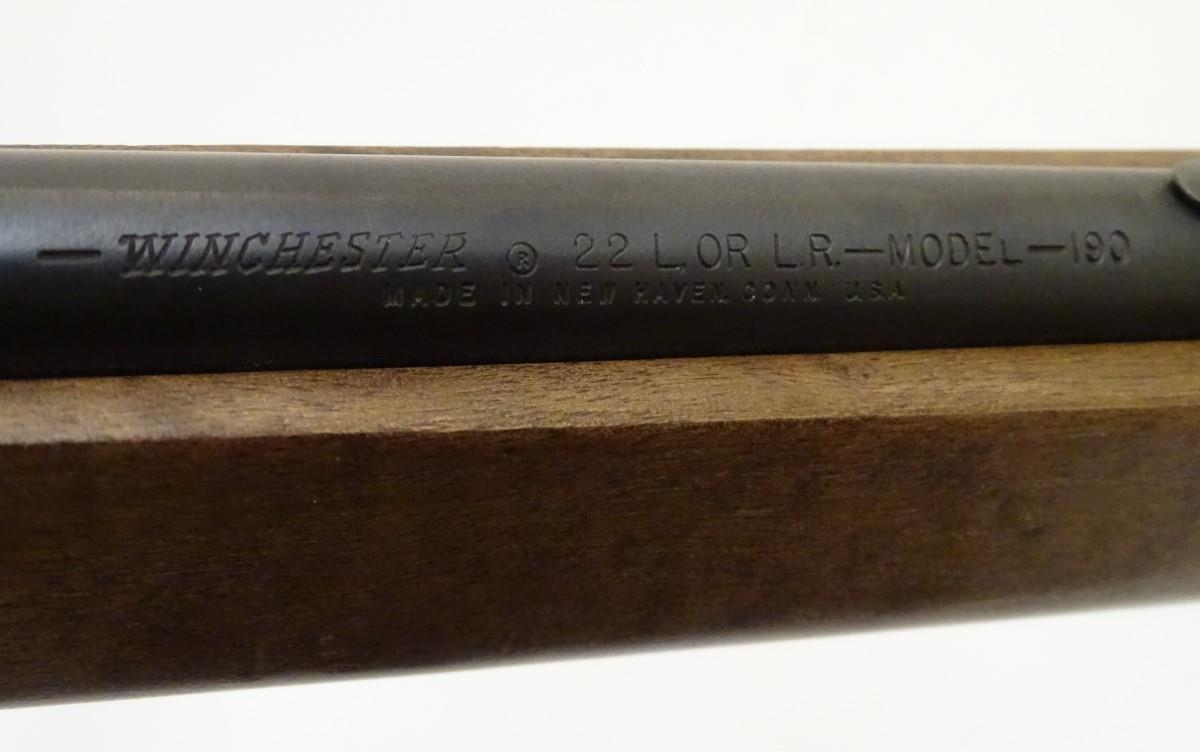 — WINCHESTER ® 22 L. OR L.R.—MODEL—190
MADE IN NEW HAVEN. CONN. U.S.A.